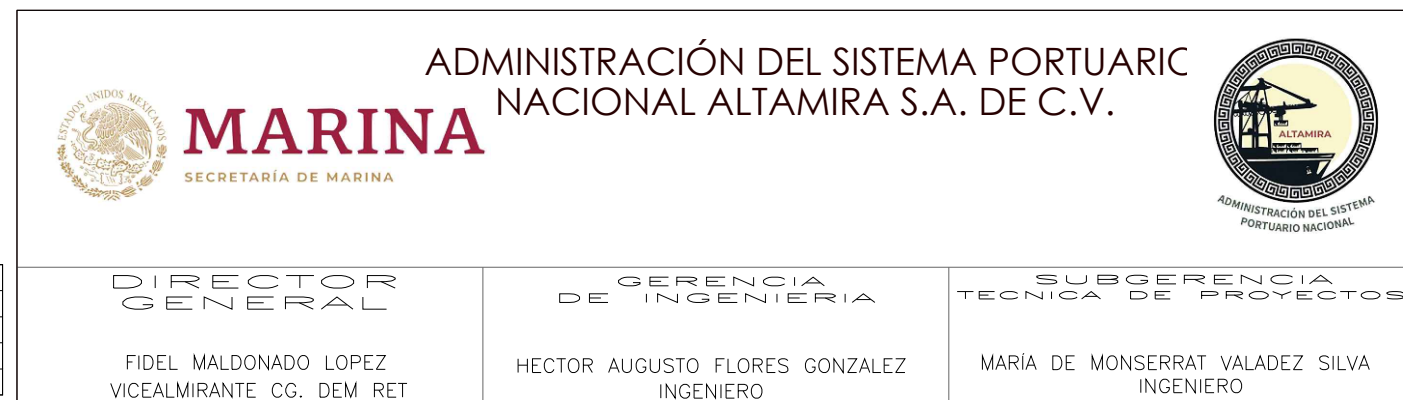 ADMINISTRACIÓN DEL SISTEMA PORTUARIO
NACIONAL ALTAMIRA S.A. DE C.V.
ESTADOS UNIDOS MEXICANOS
MARINA
SECRETARÍA DE MARINA
ALTAMIRA
ADMINISTRACIÓN DEL SISTEMA
PORTUARIO NACIONAL
DIRECTOR
GENERAL
FIDEL MALDONADO LOPEZ
VICEALMIRANTE CG. DEM RET
GERENCIA
DE INGENIERIA
HECTOR AUGUSTO FLORES GONZALEZ
INGENIERO
SUBGERENCIA
TECNICA DE PROYECTOS
MARÍA DE MONSERRAT VALADEZ SILVA
INGENIERO